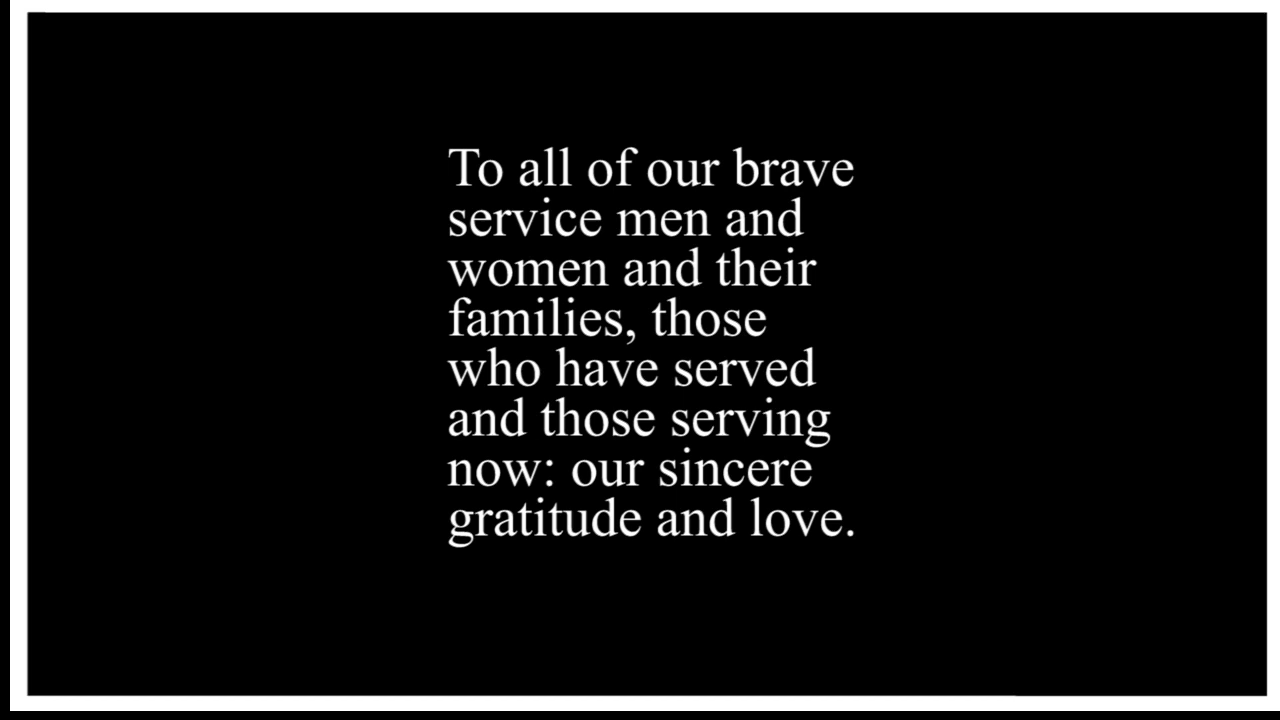 To all of our brave
service men and
women and their
families, those
who have served
and those serving
now: our sincere
gratitude and love.